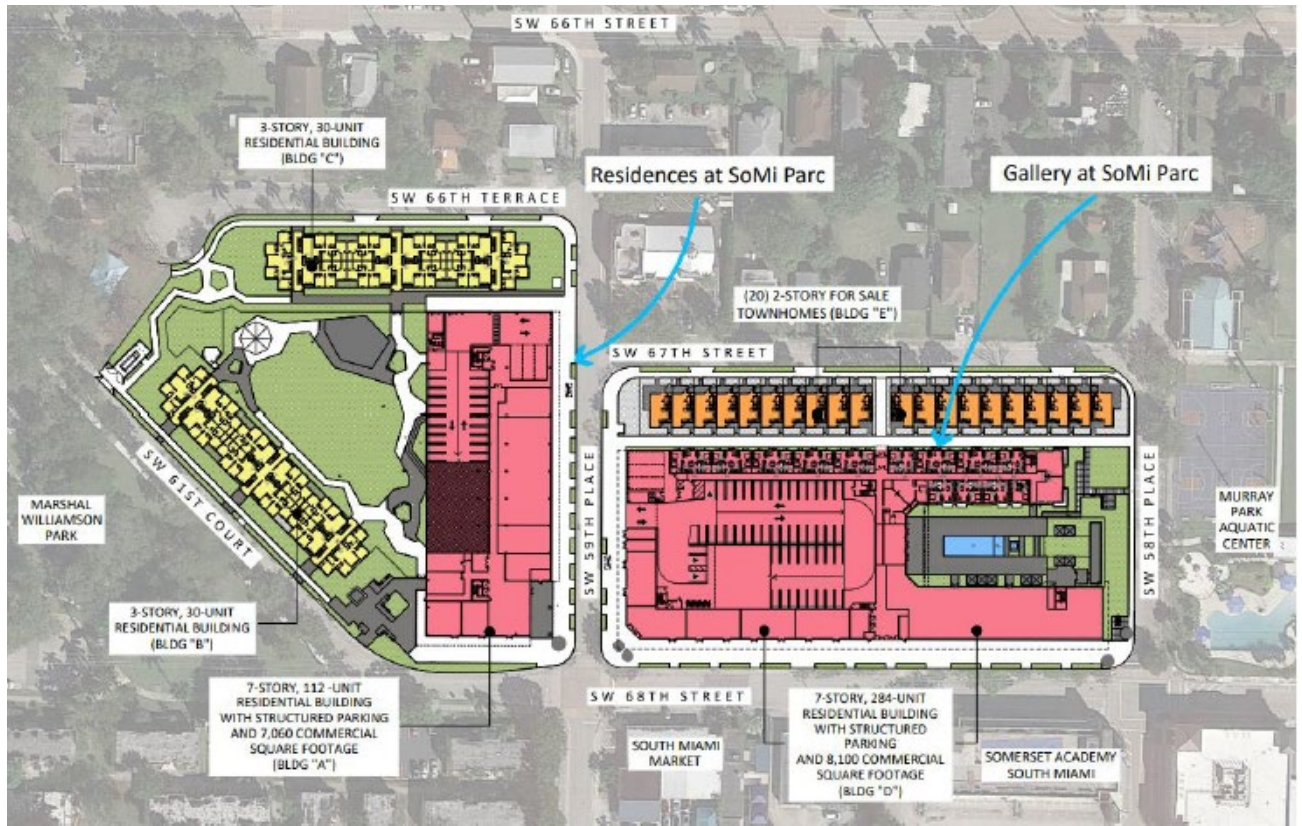 SW 66TH STREET
3-STORY, 30-UNIT
RESIDENTIAL BUILDING
(BLDG "C")
Residences at SoMi Parc
Gallery at SoMi Parc
SW 66TH TERRACE
(20) 2-STORY FOR SALE
TOWNHOMES (BLDG "E")
SW 67TH STREET
MARSHAL
WILLIAMSON
PARK
SW 61ST COURT
SW 59TH PLACE
SW 58TH PLACE
MURRAY
PARK
AQUATIC
CENTER
3-STORY, 30-UNIT
RESIDENTIAL BUILDING
(BLDG "B")
7-STORY, 112 -UNIT
RESIDENTIAL BUILDING
WITH STRUCTURED PARKING
AND 7,060 COMMERCIAL
SQUARE FOOTAGE
(BLDG "A")
SW 68TH STREET
SOUTH MIAMI
MARKET
7-STORY, 284-UNIT
RESIDENTIAL BUILDING
WITH STRUCTURED
PARKING
AND 8,100 COMMERCIAL
SQUARE FOOTAGE
(BLDG "D")
SOMERSET ACADEMY
SOUTH MIAMI